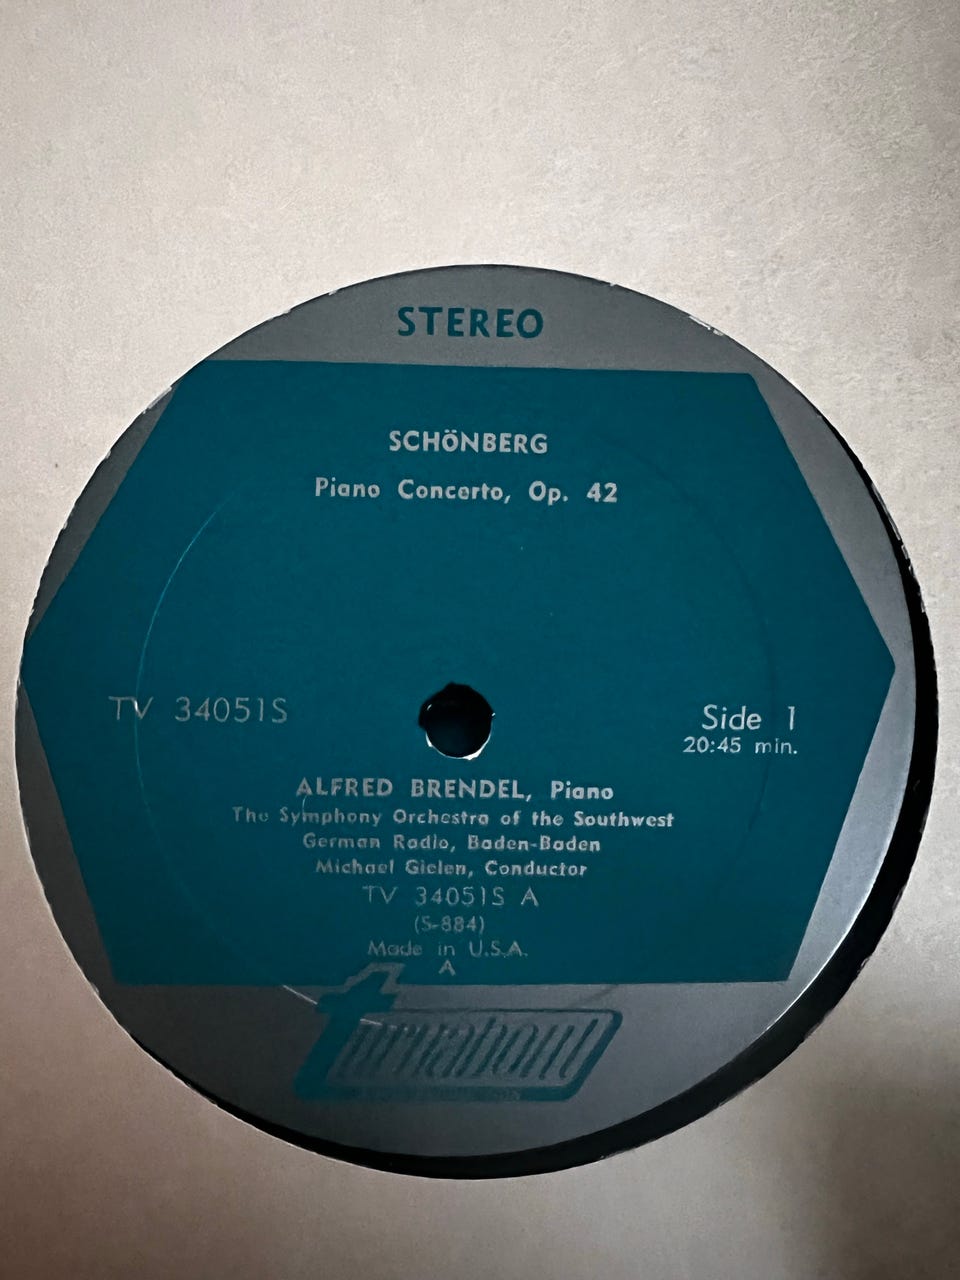 STEREO
SCHÖNBERG
Piano Concerto, Op. 42
TV 34051S
Side 1
20:45 min.
ALFRED BRENDEL, Piano
The Symphony Orchestra of the Southwest
German Radio, Baden-Baden
Michael Gielen, Conductor
TV 34051S A
(S-884)
Made in U.S.A.
A
turnabout